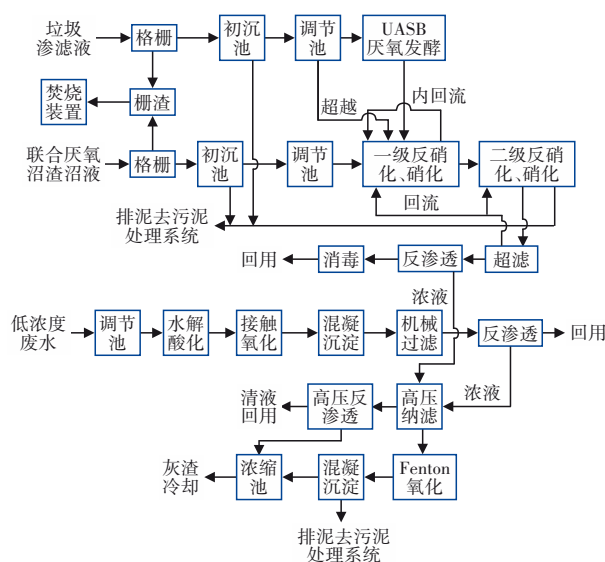 垃圾
渗滤液
格栅
初沉
池
调节
池
UASB
厌氧发酵
焚烧
装置
栅渣
超越
内回流
联合厌氧
沼渣沼液
格栅
初沉
池
调节
池
一级反硝
化、硝化
二级反硝
化、硝化
回流
排泥去污泥
处理系统
回用
消毒
反渗透
超滤
浓液
低浓度
废水
调节
池
水解
酸化
接触
氧化
混凝
沉淀
机械
过滤
反渗透
回用
清液
回用
高压反
渗透
高压
纳滤
浓液
灰渣
冷却
浓缩
池
混凝
沉淀
Fenton
氧化
排泥去污泥
处理系统